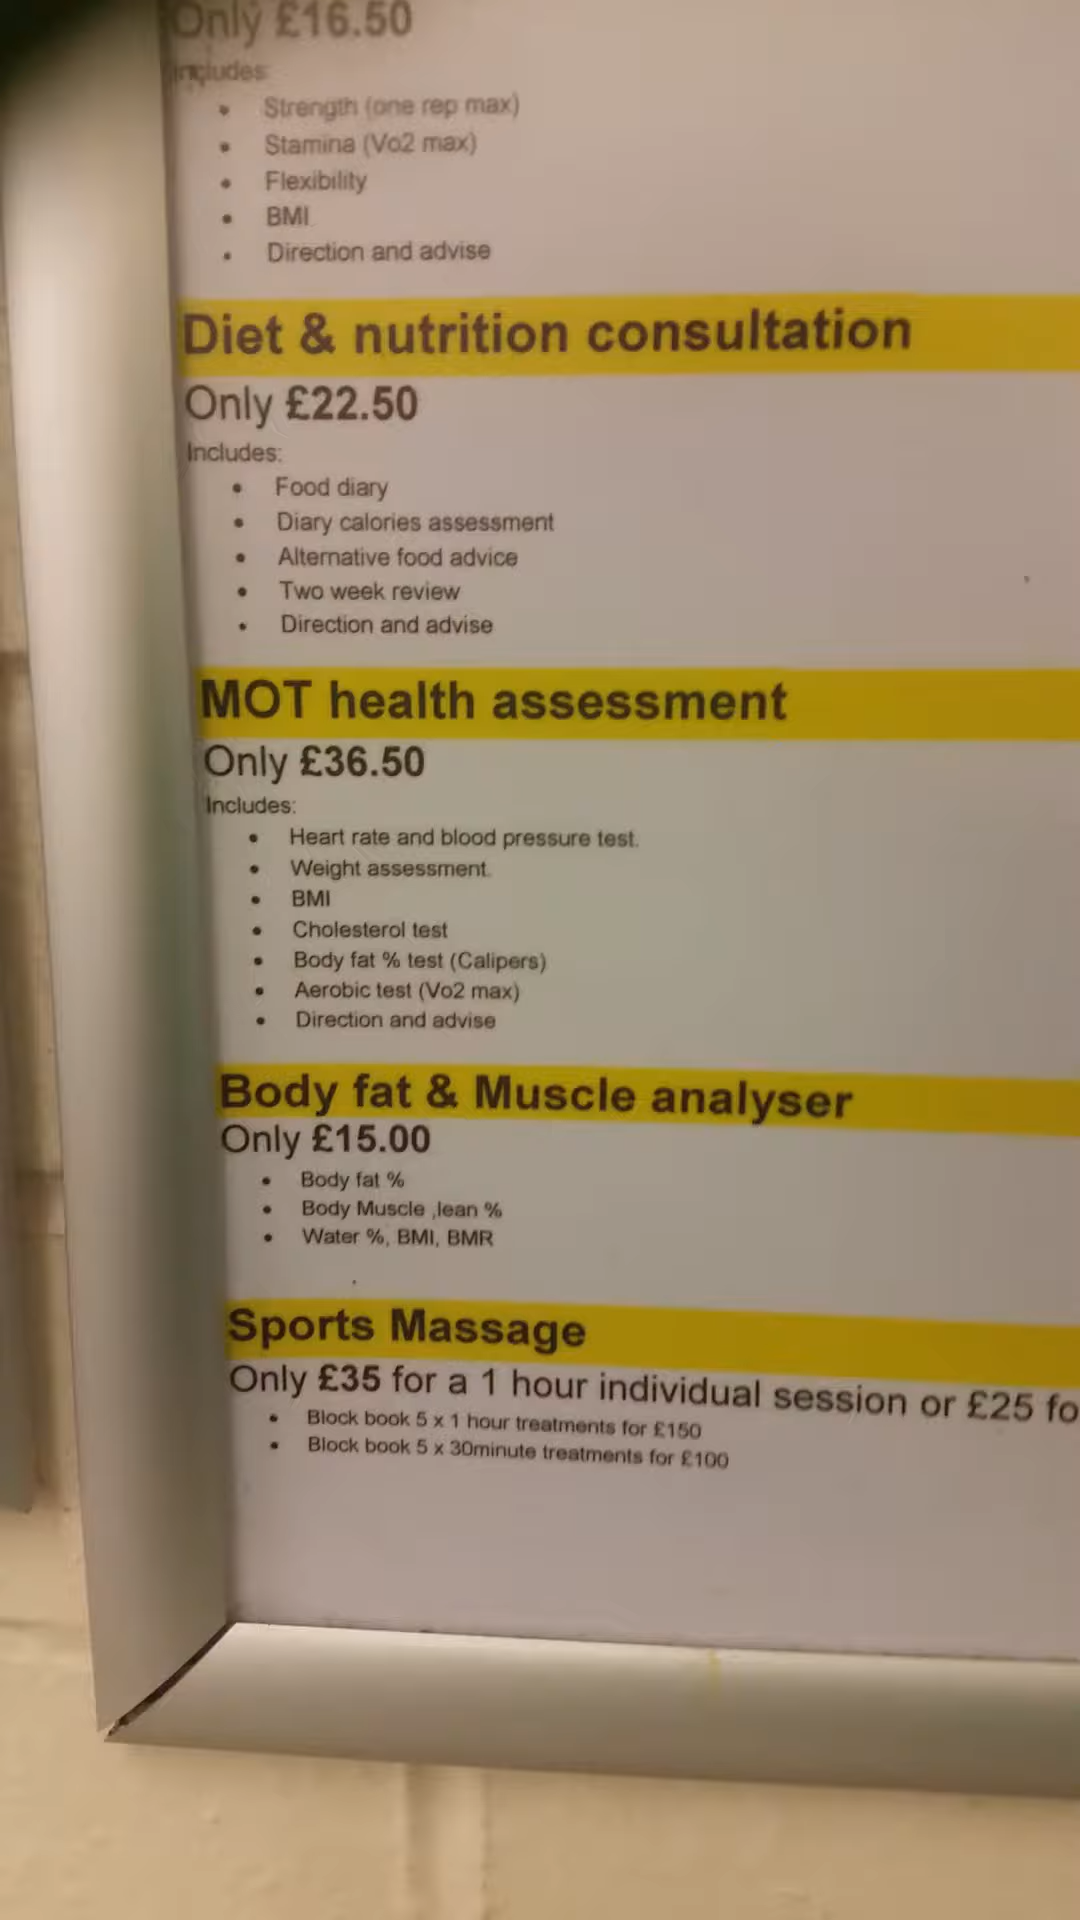 Only £16.50
Includes:
Strength (one rep max)
Stamina (Vo2 max)
Flexibility
BMI
Direction and advise
Diet & nutrition consultation
Only £22.50
Includes:
Food diary
Diary calories assessment
Alternative food advice
Two week review
Direction and advise
MOT health assessment
Only £36.50
Includes:
Heart rate and blood pressure test.
Weight assessment.
BMI
Cholesterol test
Body fat % test (Calipers)
Aerobic test (Vo2 max)
Direction and advise
Body fat & Muscle analyser
Only £15.00
Body fat %
Body Muscle ,lean %
Water %, BMI, BMR
Sports Massage
Only £35 for a 1 hour individual session or £25 fo
Block book 5 x 1 hour treatments for £150
Block book 5 x 30minute treatments for £100